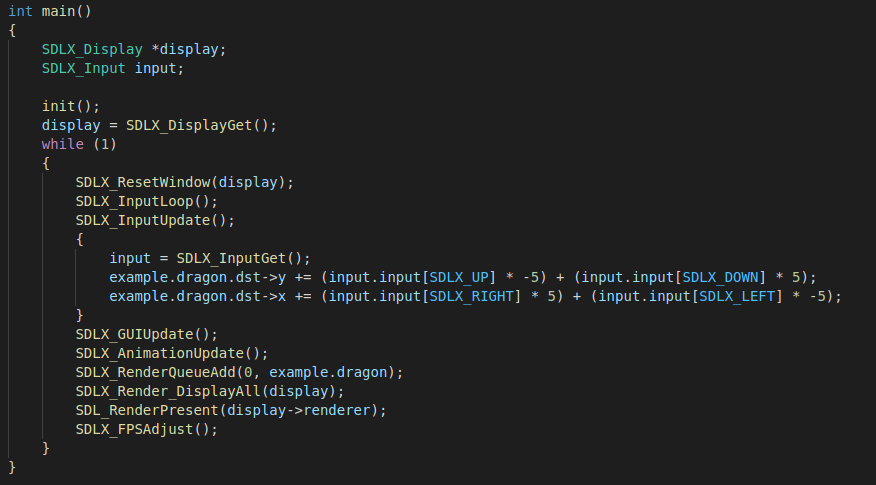 int main()
{
    SDLX_Display *display;
    SDLX_Input input;

    init();
    display = SDLX_DisplayGet();
    while (1)
    {
        SDLX_ResetWindow(display);
        SDLX_InputLoop();
        SDLX_InputUpdate();
        {
            input = SDLX_InputGet();
            example.dragon.dst->y += (input.input[SDLX_UP] * -5) + (input.input[SDLX_DOWN] * 5);
            example.dragon.dst->x += (input.input[SDLX_RIGHT] * 5) + (input.input[SDLX_LEFT] * -5);
        }
        SDLX_GUIUpdate();
        SDLX_AnimationUpdate();
        SDLX_RenderQueueAdd(0, example.dragon);
        SDLX_Render_DisplayAll(display);
        SDL_RenderPresent(display->renderer);
        SDLX_FPSAdjust();
    }
}